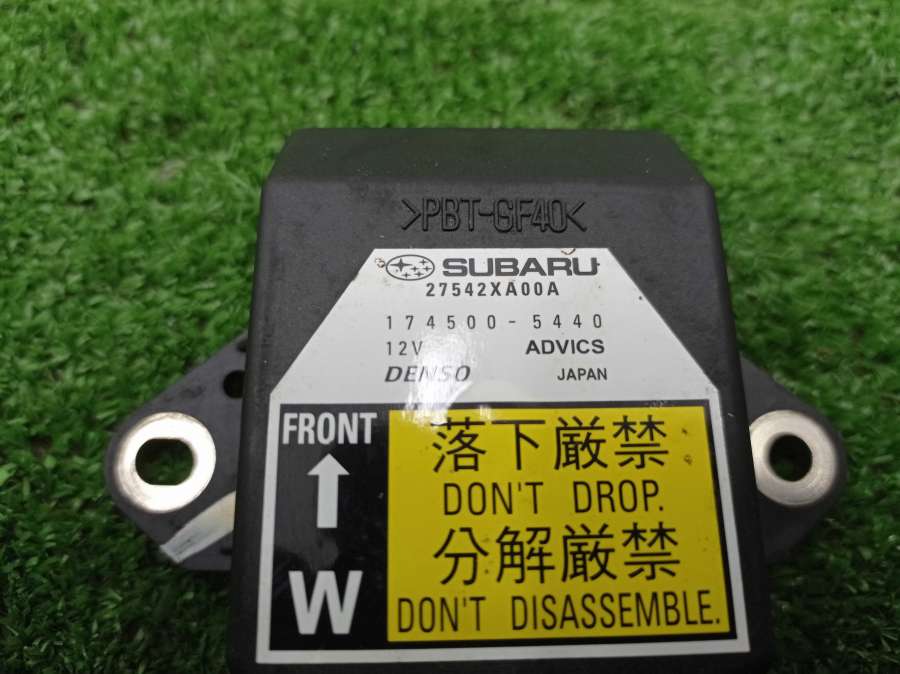 >PBT-GF40<
SUBARU
27542XA00A
174500-5440
12V ADVICS
DENSO JAPAN
FRONT
落下厳禁
DON'T DROP.
分解厳禁
DON'T DISASSEMBLE.
W